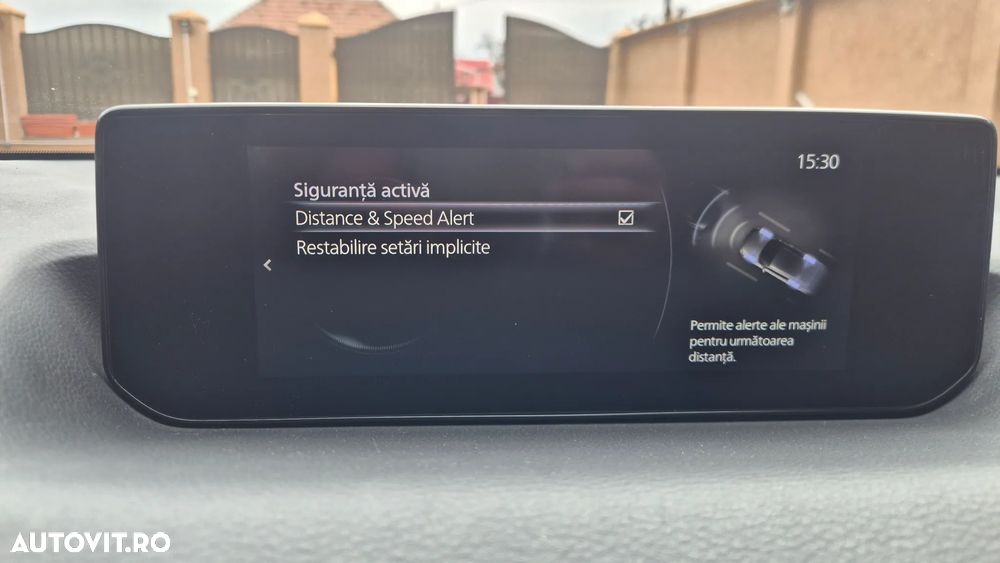 15:30
Siguranță activă
Distance & Speed Alert
Restabilire setări implicite
Permite alerte ale mașinii
pentru următoarea
distanță.
AUTOVIT.RO